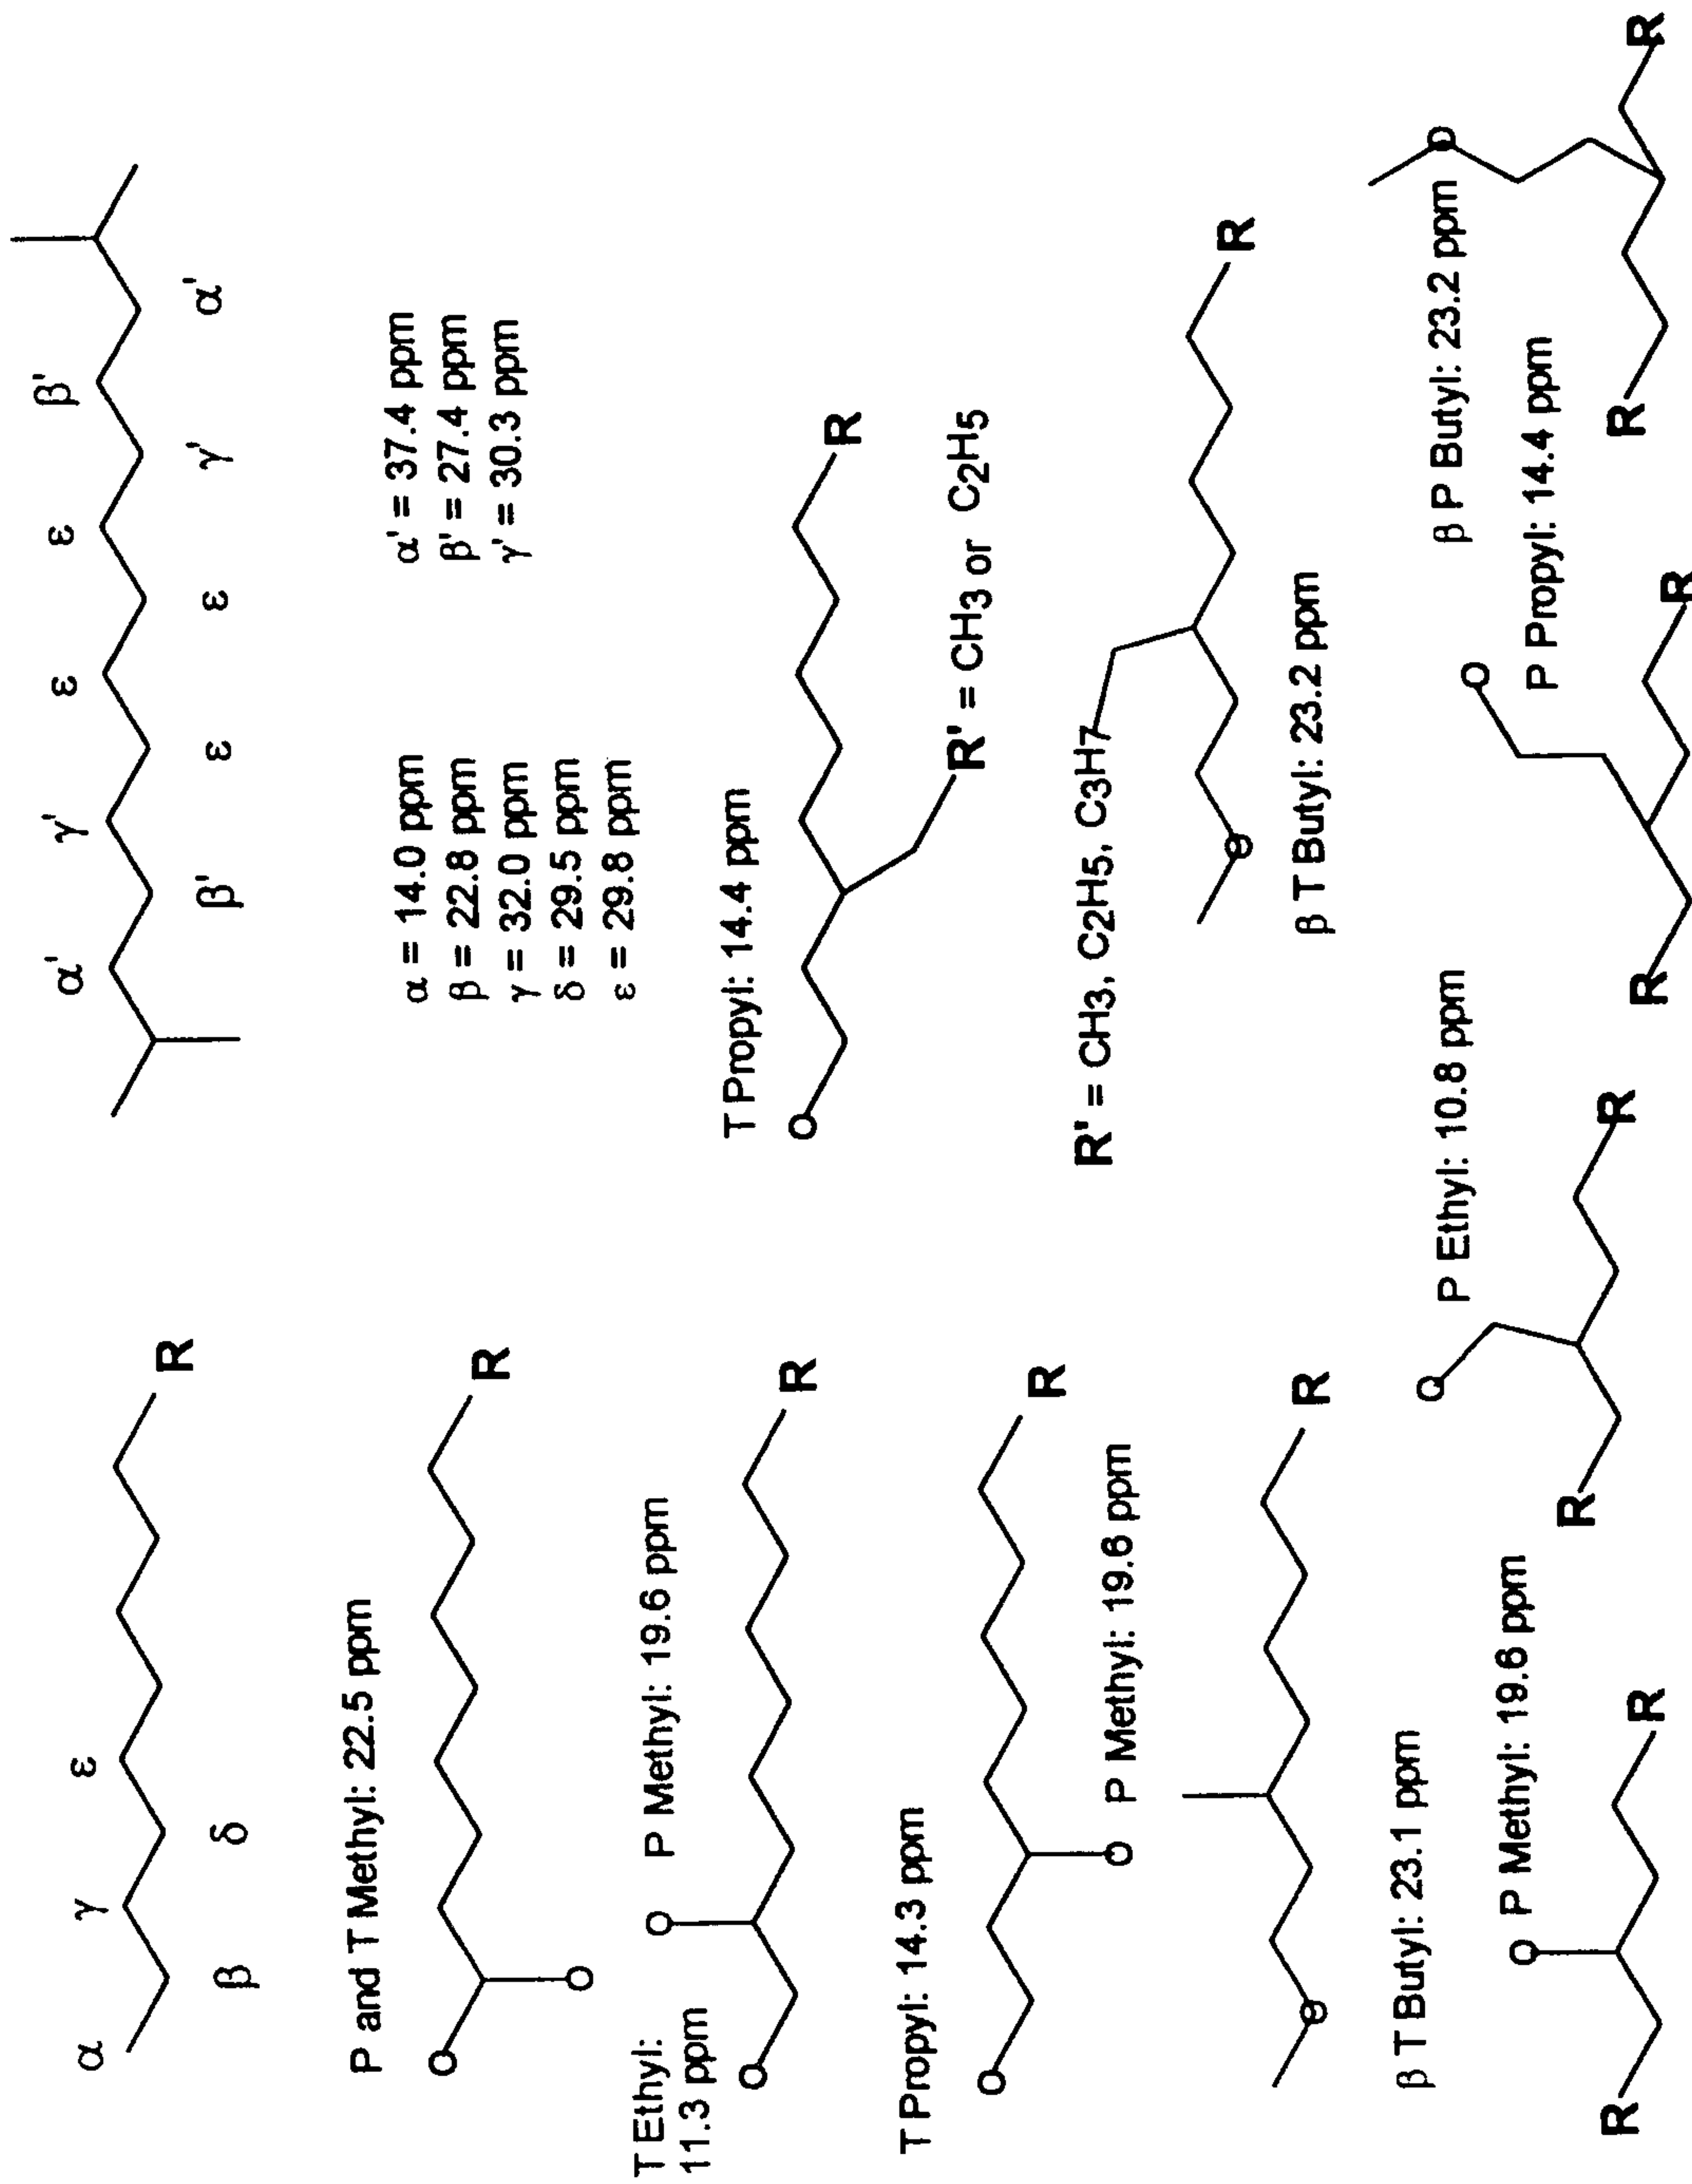 α γ ε
β δ
R
P and T Methyl: 22.5 ppm
O
O
R
T Ethyl:
11.3 ppm
O P Methyl: 19.6 ppm
O
R
T Propyl: 14.3 ppm
O
R
O P Methyl: 19.6 ppm
R
β T Butyl: 23.1 ppm
O P Methyl: 19.6 ppm
R
R
α' γ' ε ε β'
β' ε ε γ' α'
α = 14.0 ppm
β = 22.8 ppm
γ = 32.0 ppm
δ = 29.5 ppm
ε = 29.8 ppm
α' = 37.4 ppm
β' = 27.4 ppm
γ' = 30.3 ppm
T Propyl: 14.4 ppm
O
R
R' = CH3 or C2H5
R' = CH3, C2H5, C3H7
R
β T Butyl: 23.2 ppm
P Ethyl: 10.8 ppm
O
R
R
O
P Propyl: 14.4 ppm
R
R
β P Butyl: 23.2 ppm
R
R